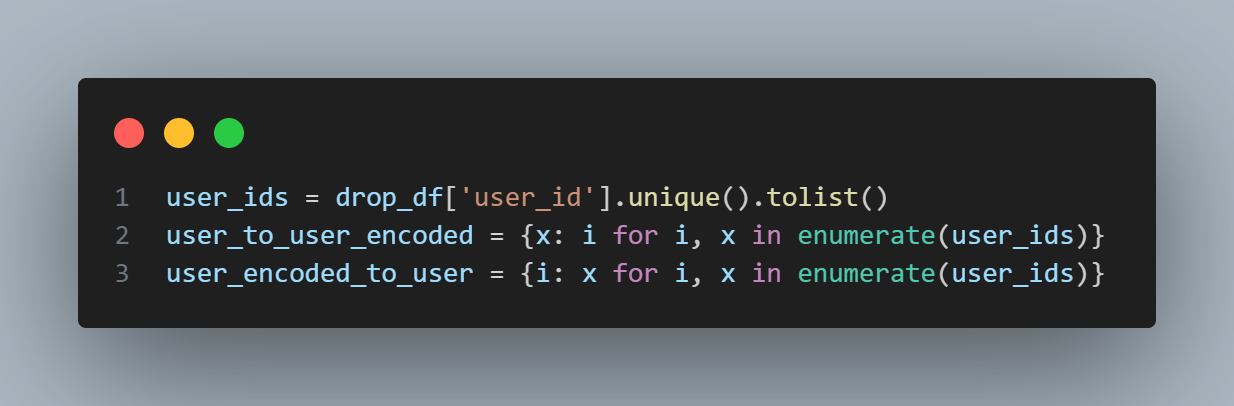 1 user_ids = drop_df['user_id'].unique().tolist()
2 user_to_user_encoded = {x: i for i, x in enumerate(user_ids)}
3 user_encoded_to_user = {i: x for i, x in enumerate(user_ids)}